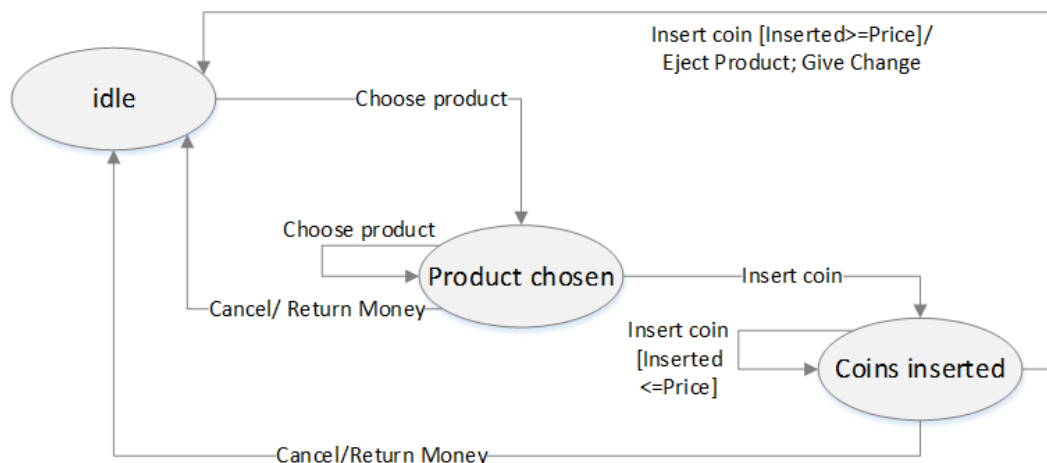 Insert coin [Inserted>=Price]/
Eject Product; Give Change
idle
Choose product
Choose product
Product chosen
Insert coin
Cancel/ Return Money
Insert coin
[Inserted
<=Price]
Coins inserted
Cancel/Return Money